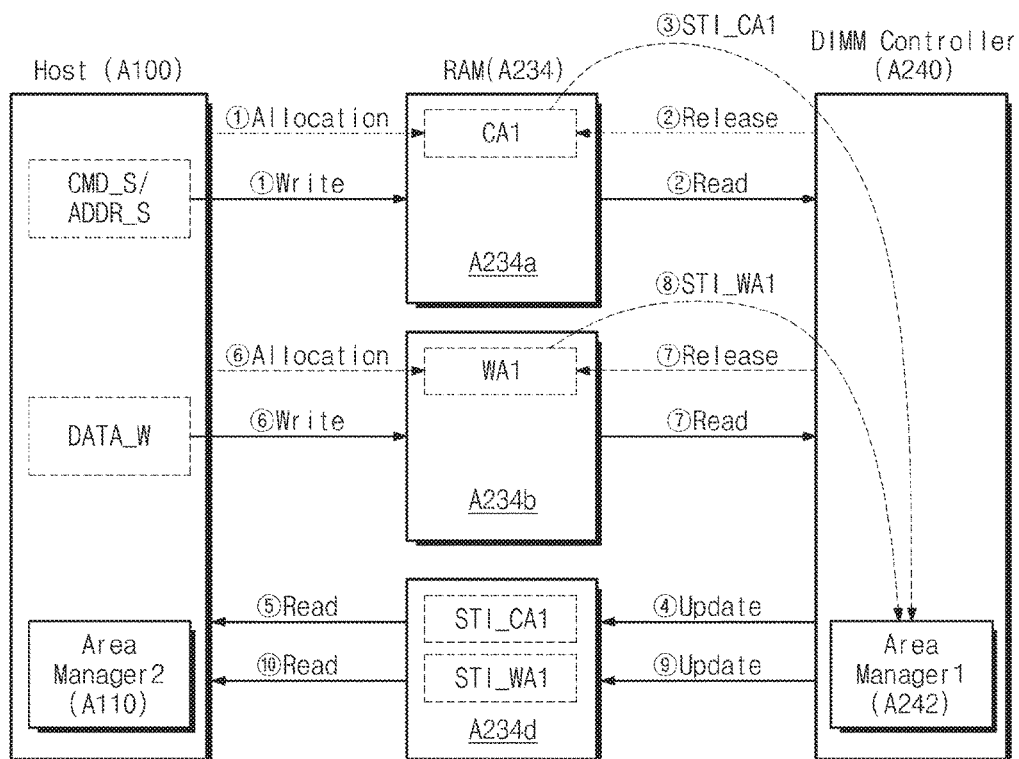 ③STI_CA1
DIMM Controller
(A240)
Host (A100)
RAM(A234)
①Allocation
CA1
②Release
CMD_S/
ADDR_S
①Write
②Read
A234a
⑧STI_WA1
⑥Allocation
WA1
⑦Release
DATA_W
⑥Write
⑦Read
A234b
⑤Read
STI_CA1
④Update
Area
Manager2
(A110)
⑩Read
STI_WA1
⑨Update
Area
Manager1
(A242)
A234d